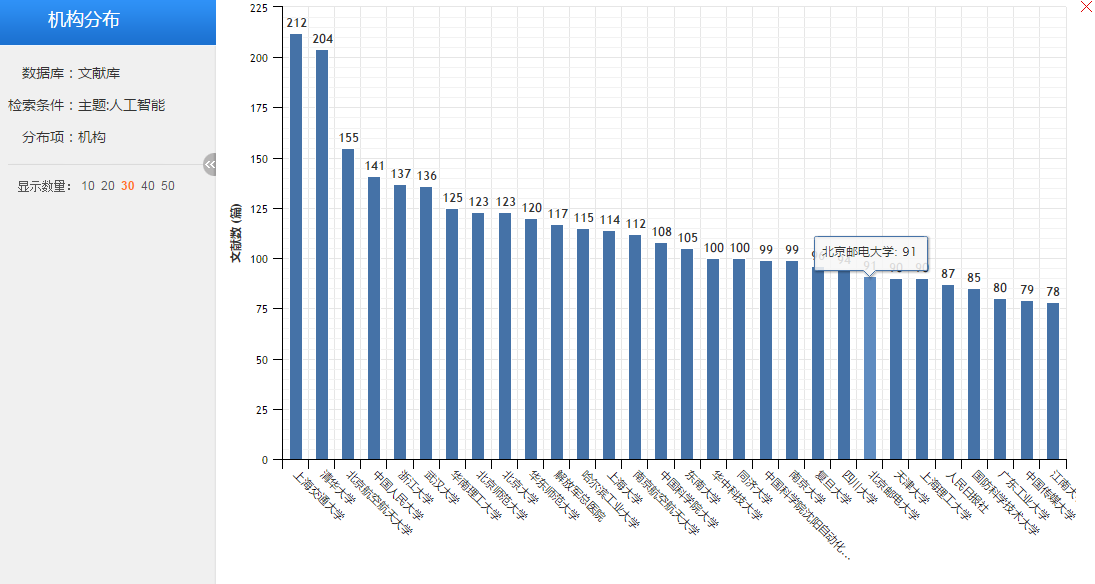 机构分布
数据库：文献库
检索条件：主题:人工智能
分布项：机构
显示数量： 10 20 30 40 50
文献数 (篇)
225
200
175
150
125
100
75
50
25
0
212
204
155
141
137
136
125
123
123
120
117
115
114
112
108
105
100
100
99
99
94
91
90
90
87
85
80
79
78
北京邮电大学: 91
上海交通大学
清华大学
北京航空航天大学
中国人民大学
浙江大学
武汉大学
华南理工大学
北京师范大学
北京大学
华东师范大学
解放军总医院
哈尔滨工业大学
上海大学
南京航空航天大学
中国科学院大学
东南大学
华中科技大学
同济大学
中国科学院沈阳自动化...
南京大学
复旦大学
四川大学
北京邮电大学
天津大学
上海理工大学
人民日报社
国防科学技术大学
广东工业大学
中国传媒大学
江南大